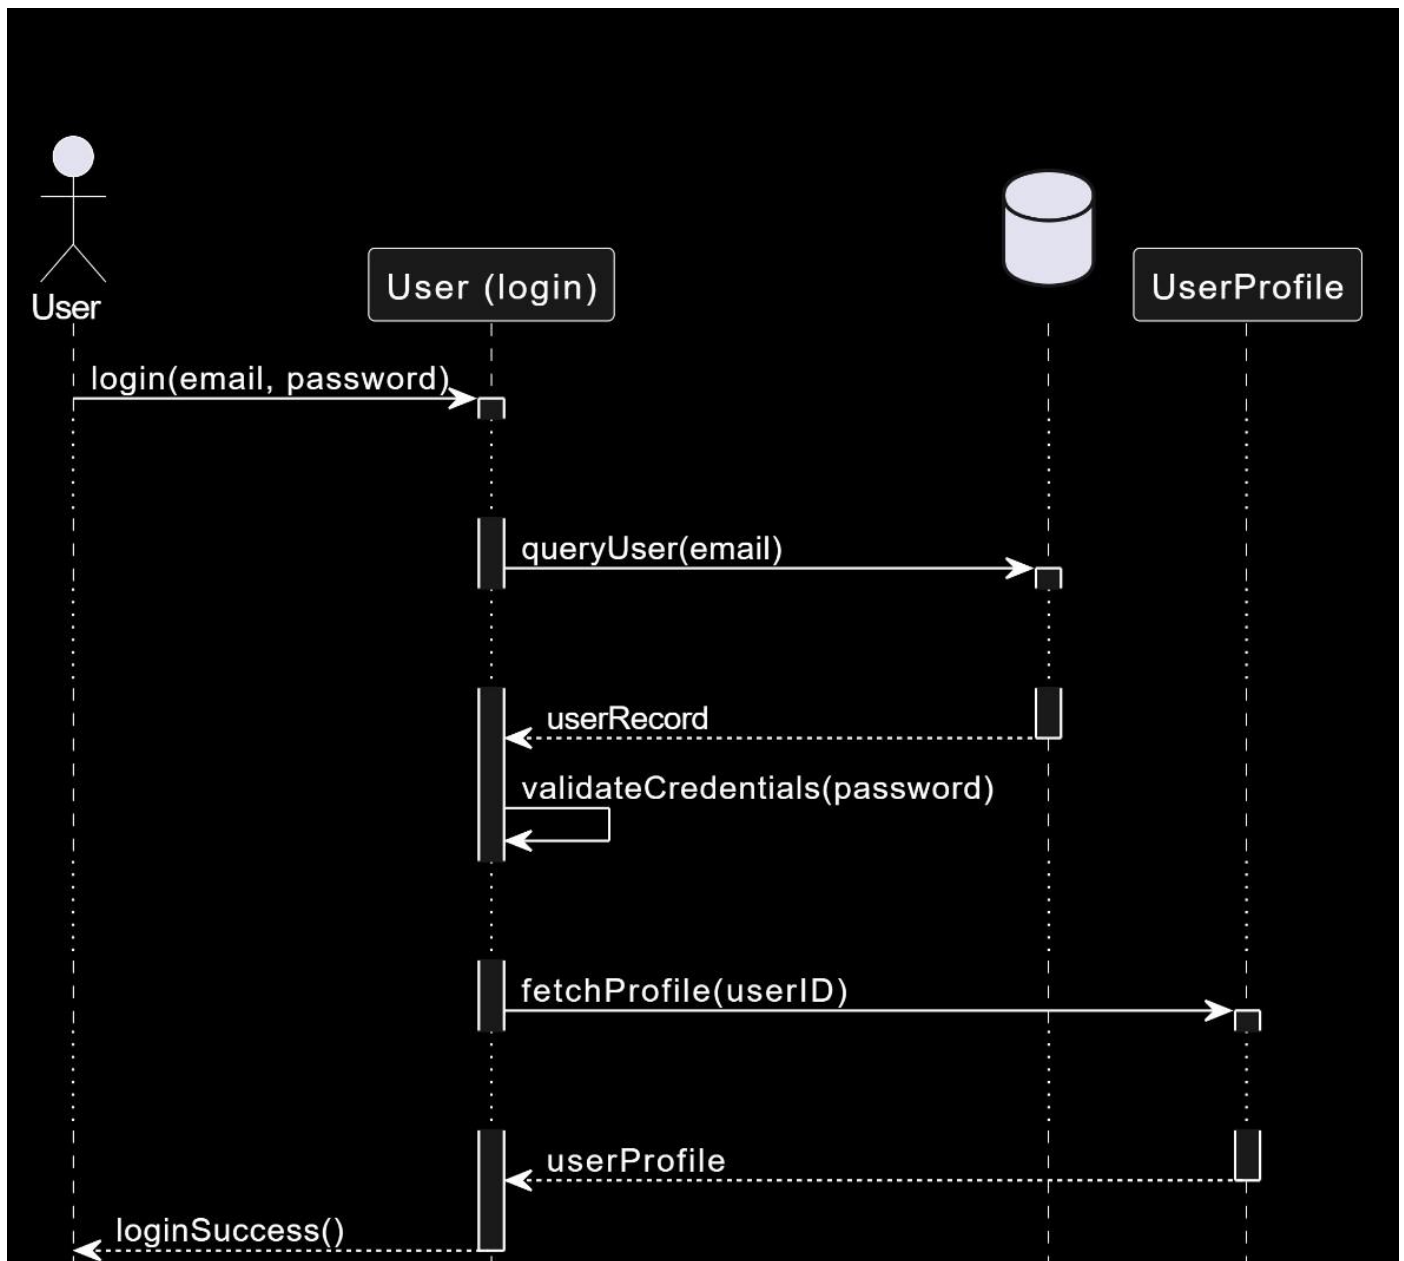 User
User (login)
UserProfile
login(email, password)
queryUser(email)
userRecord
validateCredentials(password)
fetchProfile(userID)
userProfile
loginSuccess()